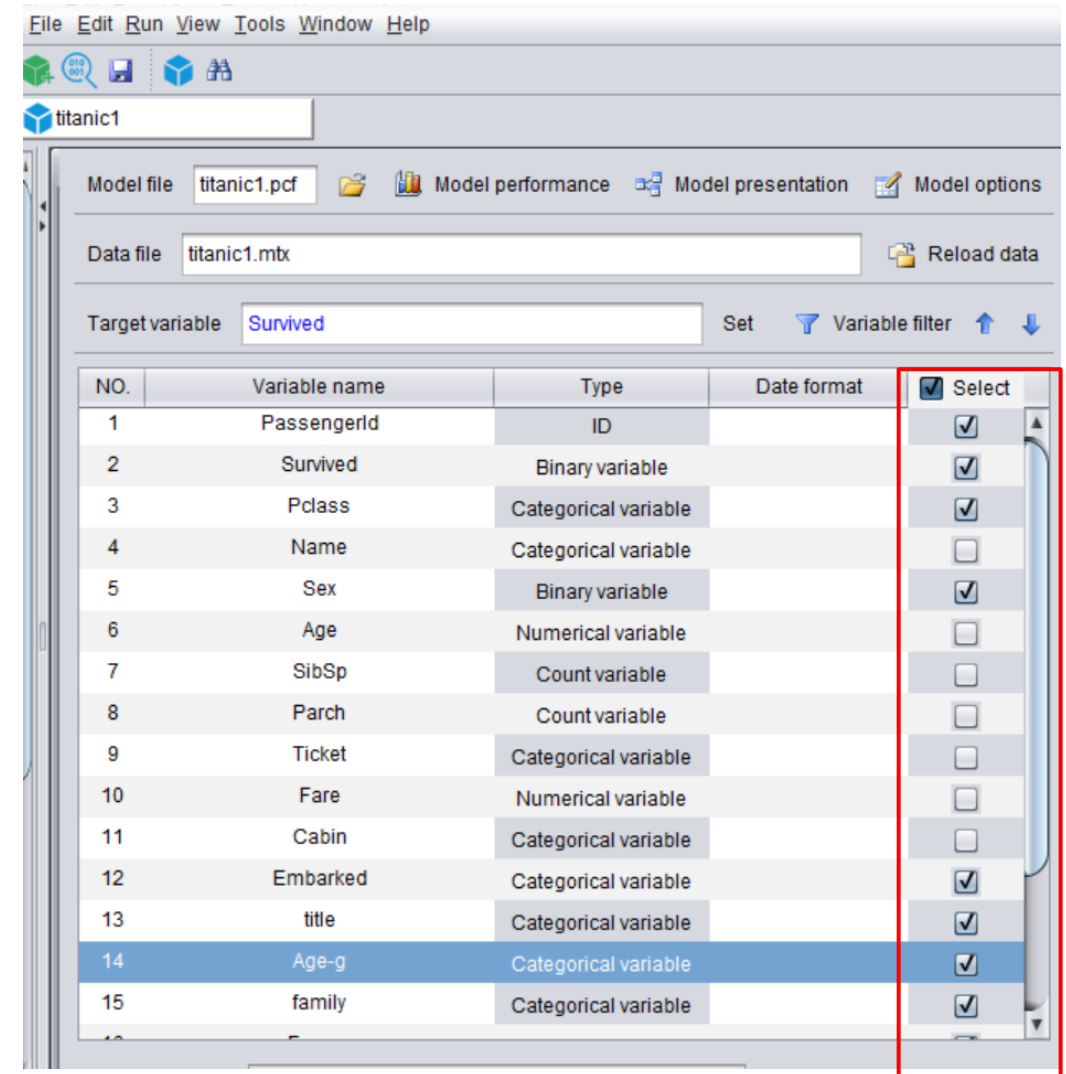 File Edit Run View Tools Window Help
010 001
titanic1
Model file titanic1.pcf Model performance Model presentation Model options
Data file titanic1.mtx Reload data
Target variable Survived Set Variable filter
NO. Variable name Type Date format Select
1 PassengerId ID
2 Survived Binary variable
3 Pclass Categorical variable
4 Name Categorical variable
5 Sex Binary variable
6 Age Numerical variable
7 SibSp Count variable
8 Parch Count variable
9 Ticket Categorical variable
10 Fare Numerical variable
11 Cabin Categorical variable
12 Embarked Categorical variable
13 title Categorical variable
14 Age-g Categorical variable
15 family Categorical variable